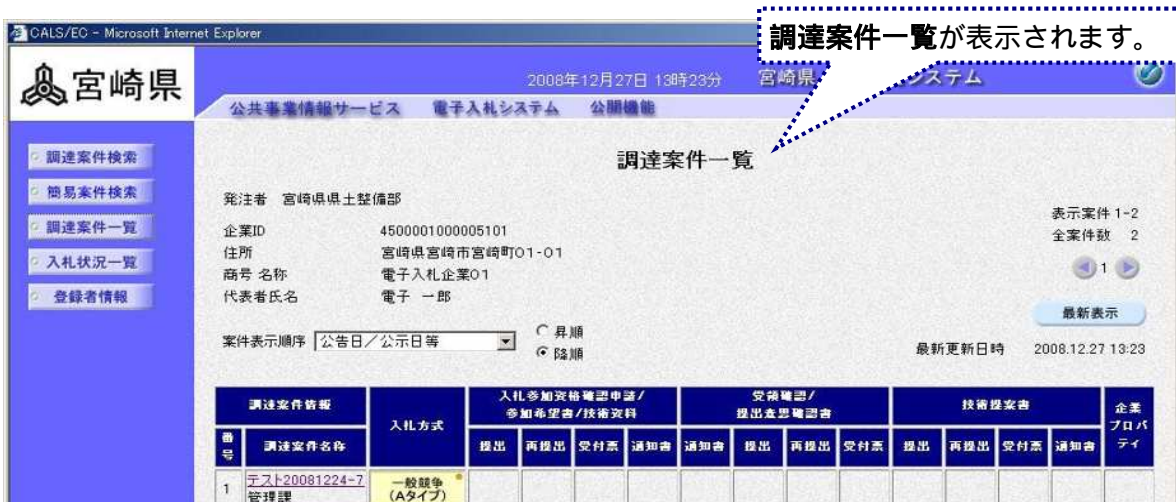 調達案件一覧が表示されます。
CALS/EC - Microsoft Internet Explorer
宮崎県
2008年12月27日 13時23分
宮崎県
システム
公共事業情報サービス 電子入札システム 公開機能
調達案件検索
簡易案件検索
調達案件一覧
入札状況一覧
登録者情報
調達案件一覧
発注者 宮崎県県土整備部
企業ID 4500001000005101
住所 宮崎県宮崎市宮崎町01-01
商号 名称 電子入札企業01
代表者氏名 電子 一郎
表示案件 1-2
全案件数 2
1
最新表示
案件表示順序 公告日/公示日等
昇順
降順
最新更新日時 2008.12.27 13:23
調達案件情報
入札方式
入札参加資格確認申請/
参加希望書/技術資料
受領確認/
提出意思確認書
技術提案書
企業
プロパ
ティ
番号 調達案件名称 提出 再提出 受付票 通知書 通知書 提出 再提出 受付票 提出 再提出 受付票 通知書
1 テスト20081224-7
管理課
一般競争
(Aタイプ)